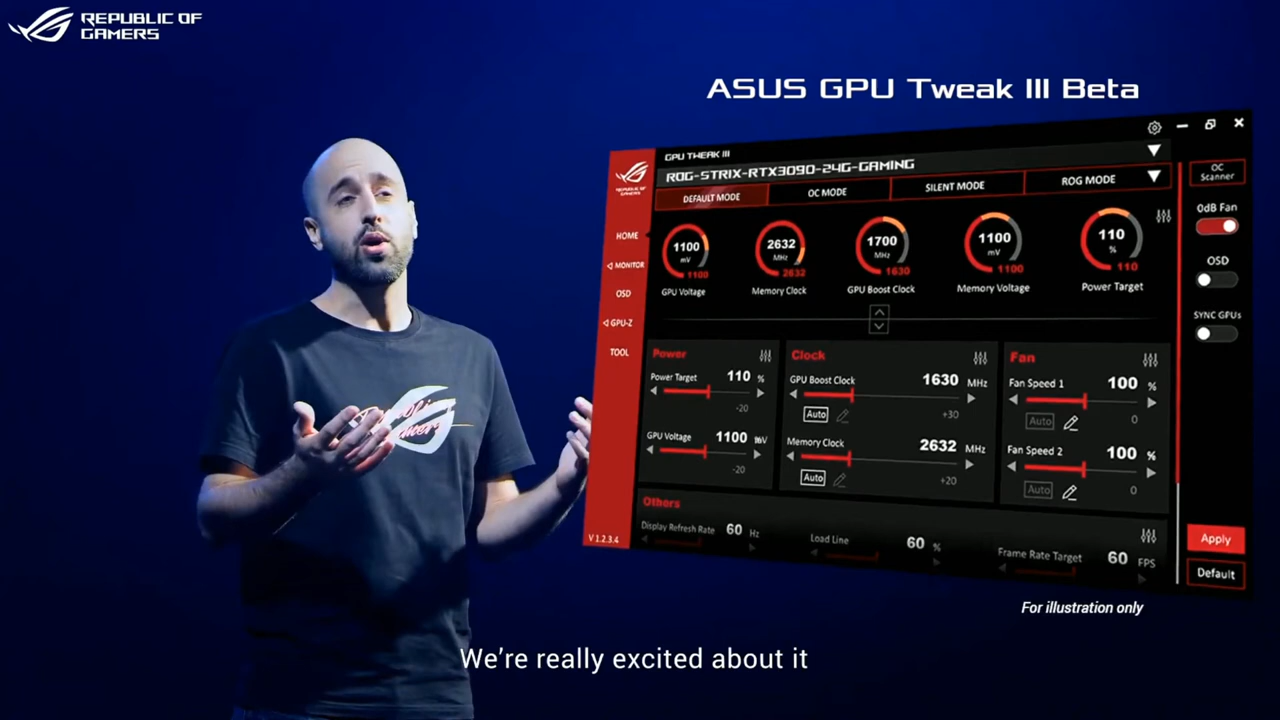 REPUBLIC OF
GAMERS
ASUS GPU Tweak III Beta
GPU TWEAK III
ROG-STRIX-RTX3090-24G-GAMING
REPUBLIC OF
GAMERS
DEFAULT MODE
OC MODE
SILENT MODE
ROG MODE
OC
Scanner
0dB Fan
OSD
SYNC GPUs
HOME
MONITOR
OSD
GPU-Z
TOOL
V 1.2.3.4
1100
mV
1100
GPU Voltage
2632
MHz
2632
Memory Clock
1700
MHz
1630
GPU Boost Clock
1100
mV
1100
Memory Voltage
110
%
110
Power Target
Power
Power Target 110 %
-20
GPU Voltage 1100
-20
Clock
GPU Boost Clock 1630 MHz
Auto +30
Memory Clock 2632 MHz
Auto +20
Fan
Fan Speed 1 100 %
Auto 0
Fan Speed 2 100 %
Auto 0
Others
Display Refresh Rate 60 Hz
Load Line 60 %
Frame Rate Target 60 FPS
Apply
Default
For illustration only
We're really excited about it